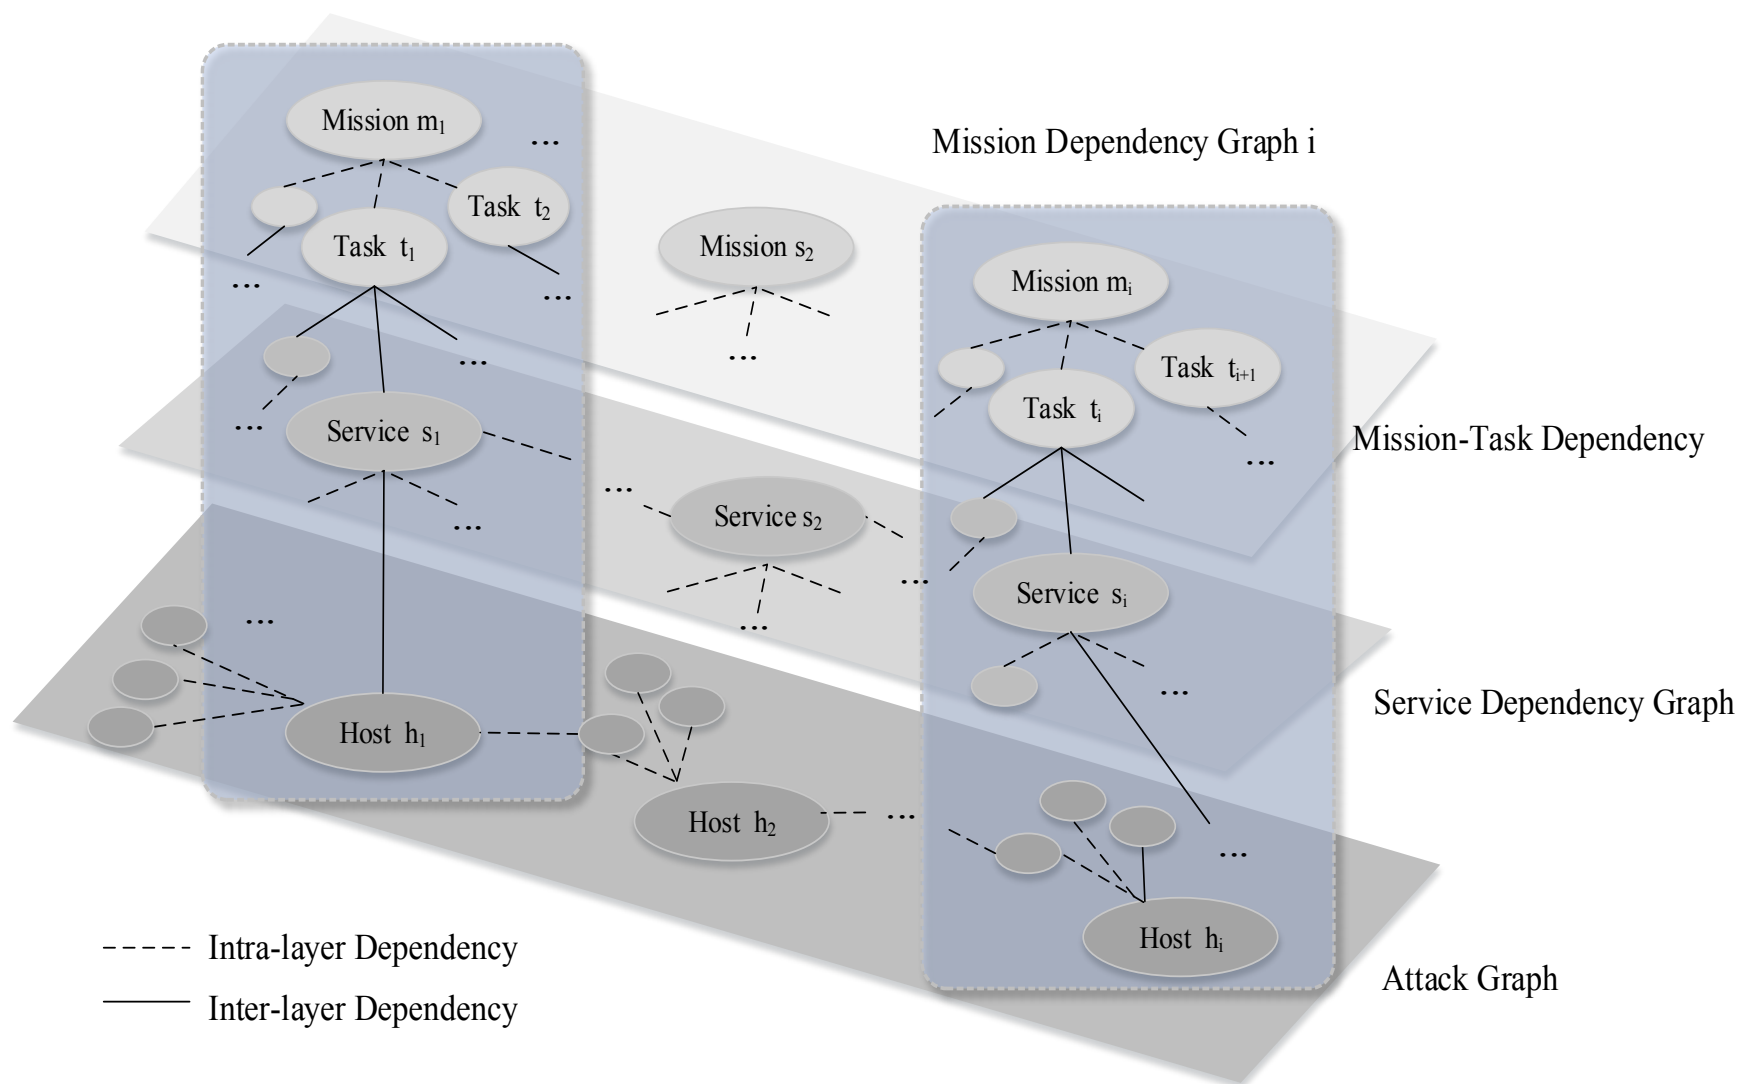 Mission m1
...
Mission Dependency Graph i
Task t2
Task t1
Mission s2
Mission mi
...
...
...
...
Task ti+1
Task ti
...
Service s1
Mission-Task Dependency
...
...
Service s2
...
...
Service si
...
...
...
Service Dependency Graph
Host h1
Host h2
...
...
Host hi
Intra-layer Dependency
Attack Graph
Inter-layer Dependency